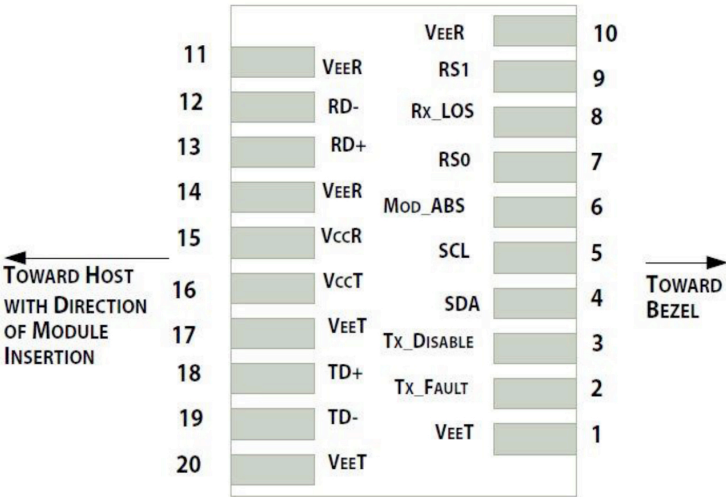 11 VEER
12 RD-
13 RD+
14 VEER
15 VCCR
16 VCCT
17 VEET
18 TD+
19 TD-
20 VEET
VEER 10
RS1 9
RX_LOS 8
RS0 7
MOD_ABS 6
SCL 5
SDA 4
TX_DISABLE 3
TX_FAULT 2
VEET 1
TOWARD HOST
WITH DIRECTION
OF MODULE
INSERTION
TOWARD
BEZEL